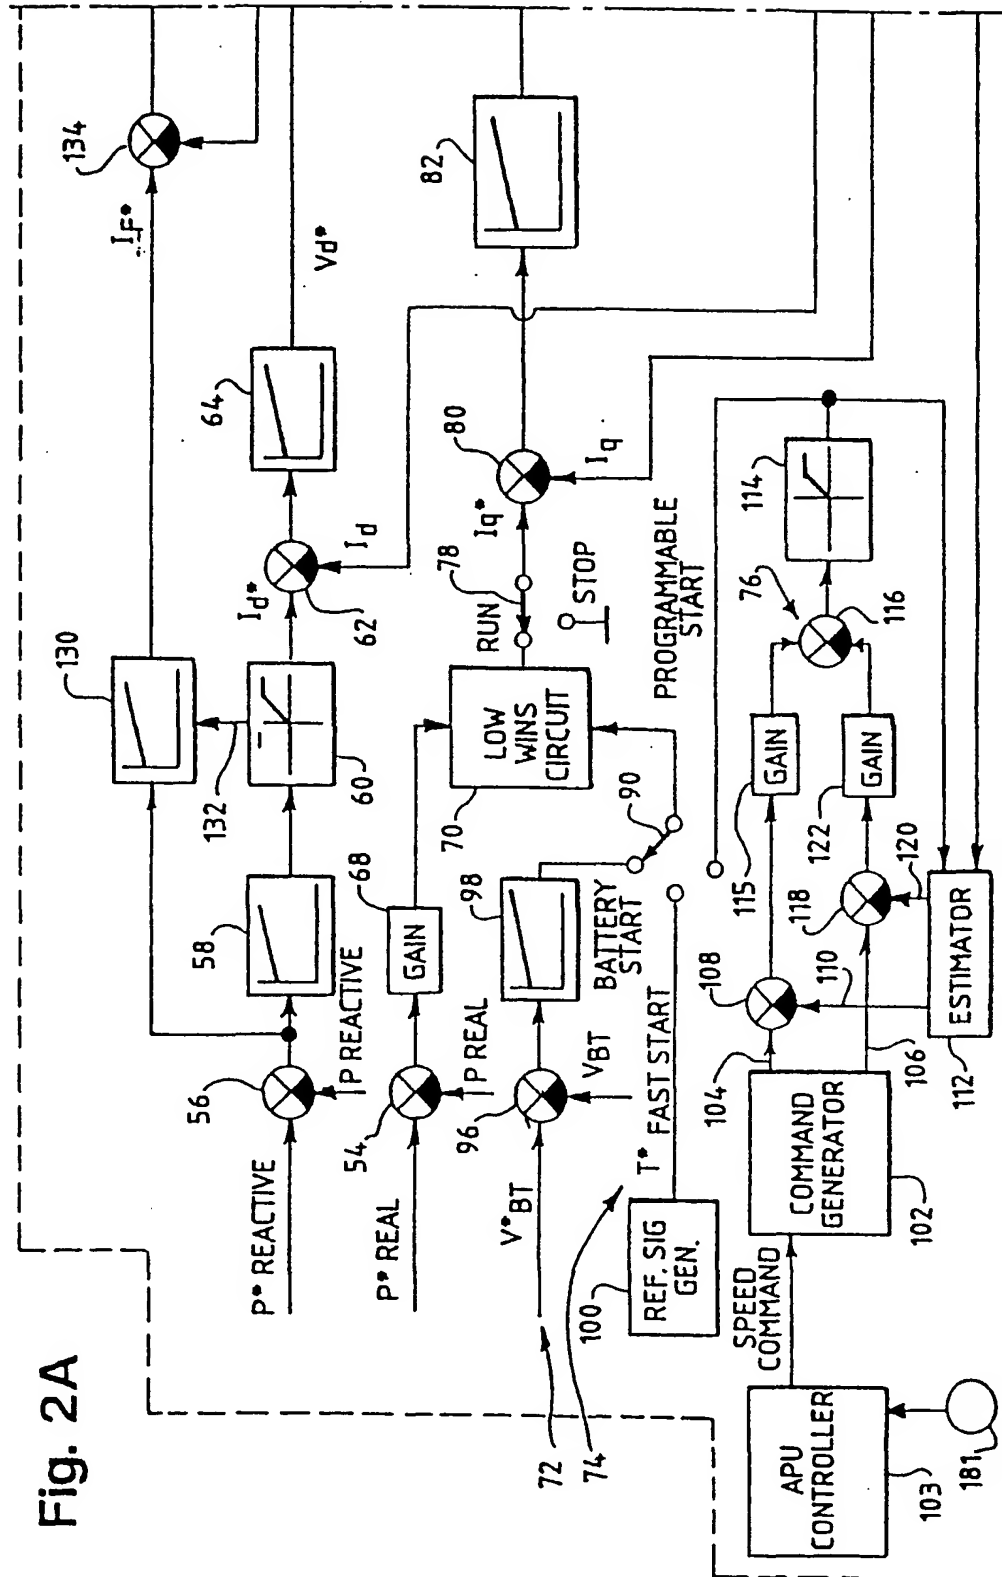 Fig. 2A
P* REACTIVE
56
P REACTIVE
58
130
132
60
Id*
62
Id
64
Vd*
IF*
134
P* REAL
54
P REAL
68
GAIN
70
LOW
WINS
CIRCUIT
RUN
78
STOP
Iq*
80
Iq
82
72
V*BT
96
VBT
98
BATTERY
START
90
74
T*
FAST START
100
REF. SIG
GEN.
PROGRAMMABLE
START
181
103
APU
CONTROLLER
SPEED
COMMAND
102
COMMAND
GENERATOR
104
106
108
110
112
ESTIMATOR
118
120
115
GAIN
122
GAIN
76
116
114